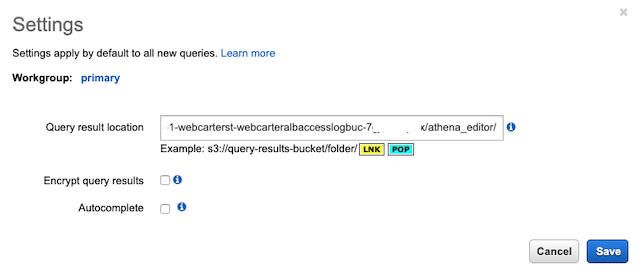 Settings
Settings apply by default to all new queries. Learn more
Workgroup: primary
Query result location
-1-webcarterst-webcarteralbaccesslogbuc-7 x/athena_editor/
Example: s3://query-results-bucket/folder/ LNK POP
Encrypt query results
Autocomplete
Cancel Save